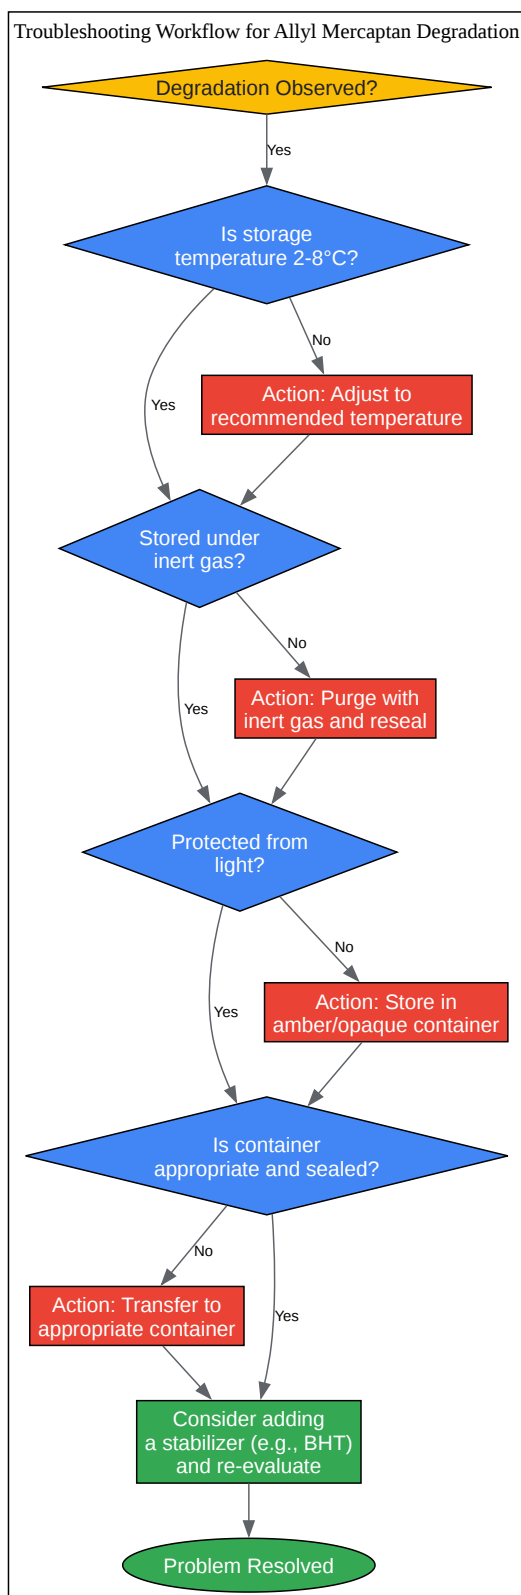 Troubleshooting Workflow for Allyl Mercaptan Degradation
Degradation Observed?
Yes
Is storage
temperature 2-8°C?
No
Action: Adjust to
recommended temperature
Yes
Stored under
inert gas?
No
Action: Purge with
inert gas and reseal
Yes
Protected from
light?
No
Action: Store in
amber/opaque container
Yes
Is container
appropriate and sealed?
No
Action: Transfer to
appropriate container
Yes
Consider adding
a stabilizer (e.g., BHT)
and re-evaluate
Problem Resolved